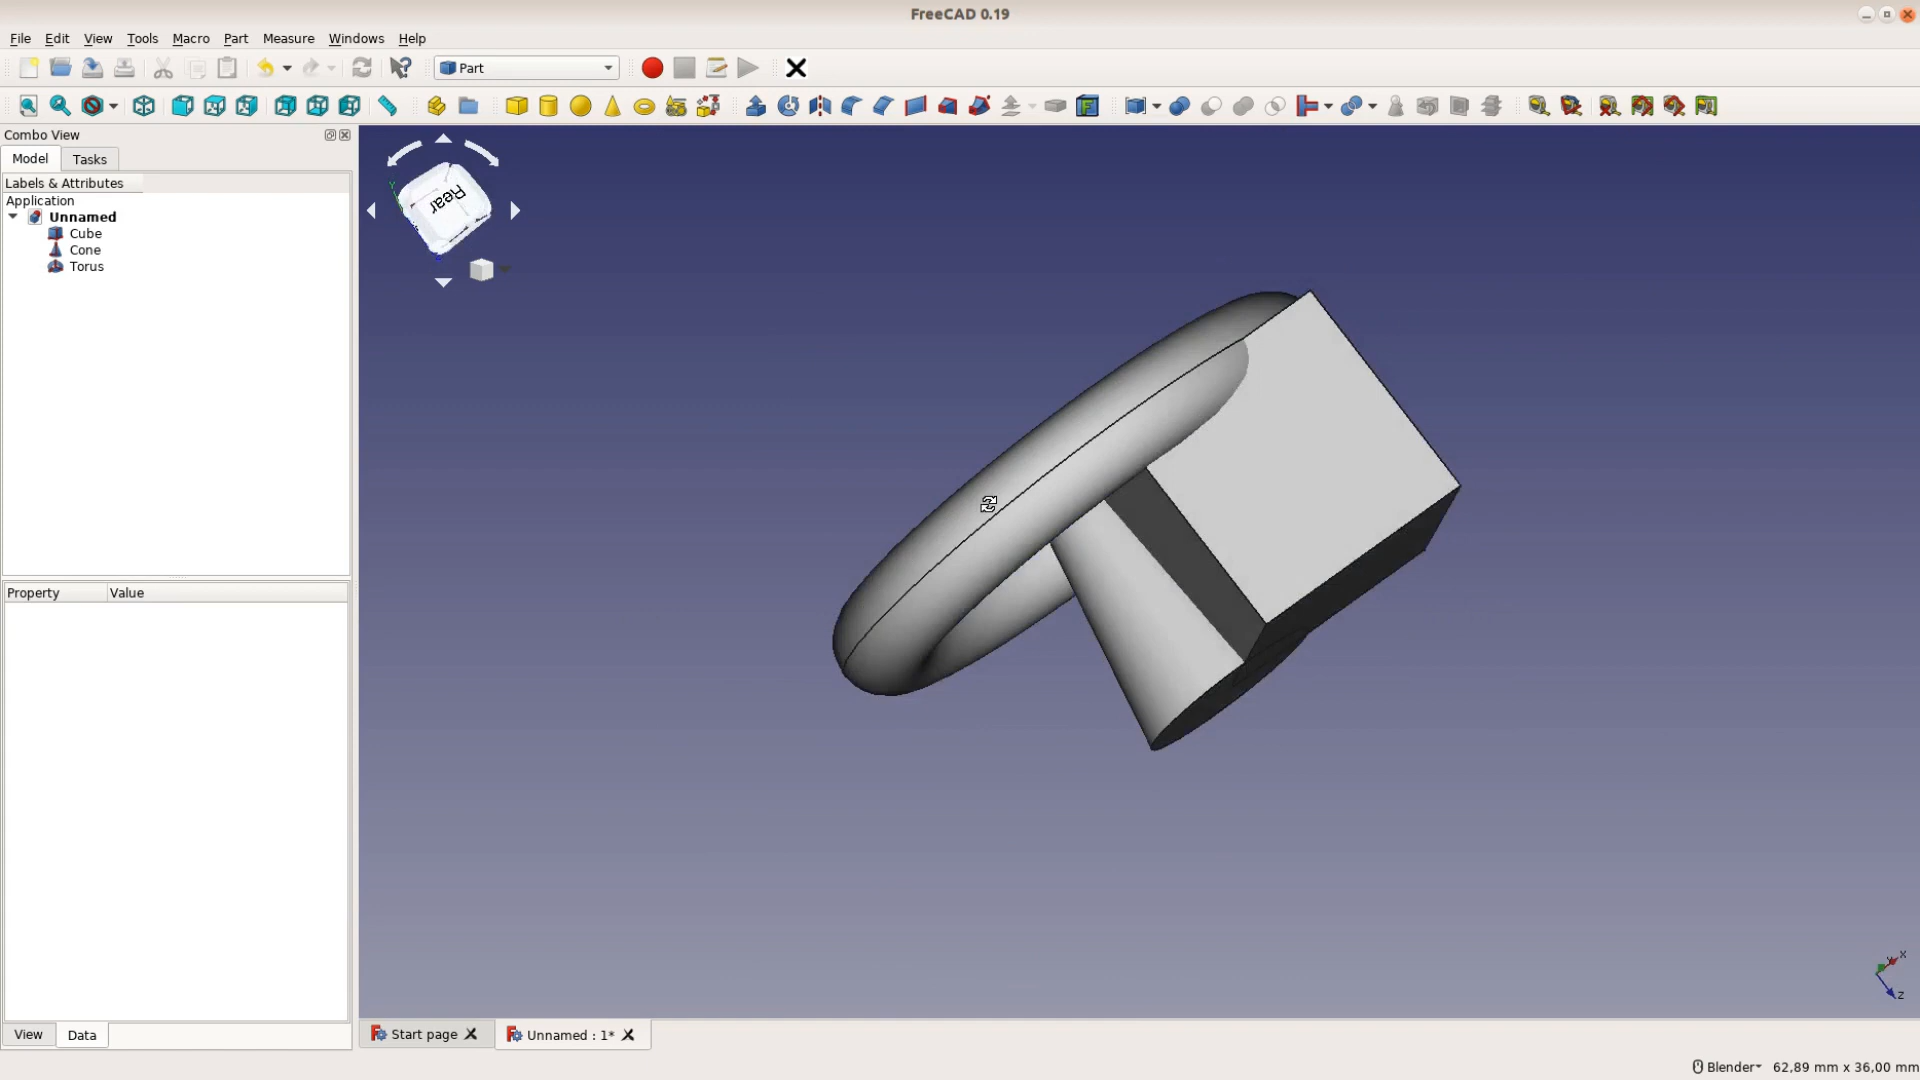 FreeCAD 0.19
File Edit View Tools Macro Part Measure Windows Help
Part
Combo View
Model Tasks
Labels & Attributes
Application
Unnamed
Cube
Cone
Torus
Property Value
View Data
Rear
Y
X
Y
Z
Start page
Unnamed : 1*
Blender
62,89 mm x 36,00 mm